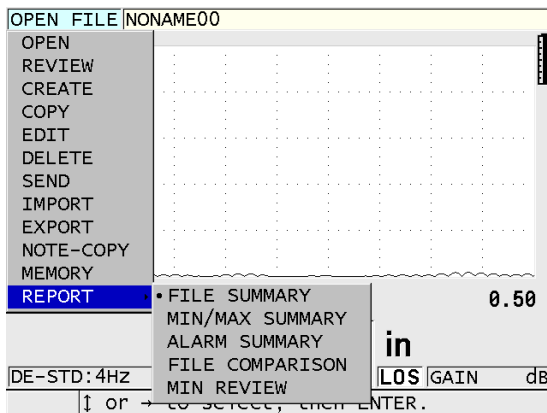 OPEN FILE NONAME00
OPEN
REVIEW
CREATE
COPY
EDIT
DELETE
SEND
IMPORT
EXPORT
NOTE-COPY
MEMORY
REPORT
• FILE SUMMARY
MIN/MAX SUMMARY
ALARM SUMMARY
FILE COMPARISON
MIN REVIEW
0.50
in
DE-STD:4Hz LOS GAIN dB
↕ or → to select, then ENTER.